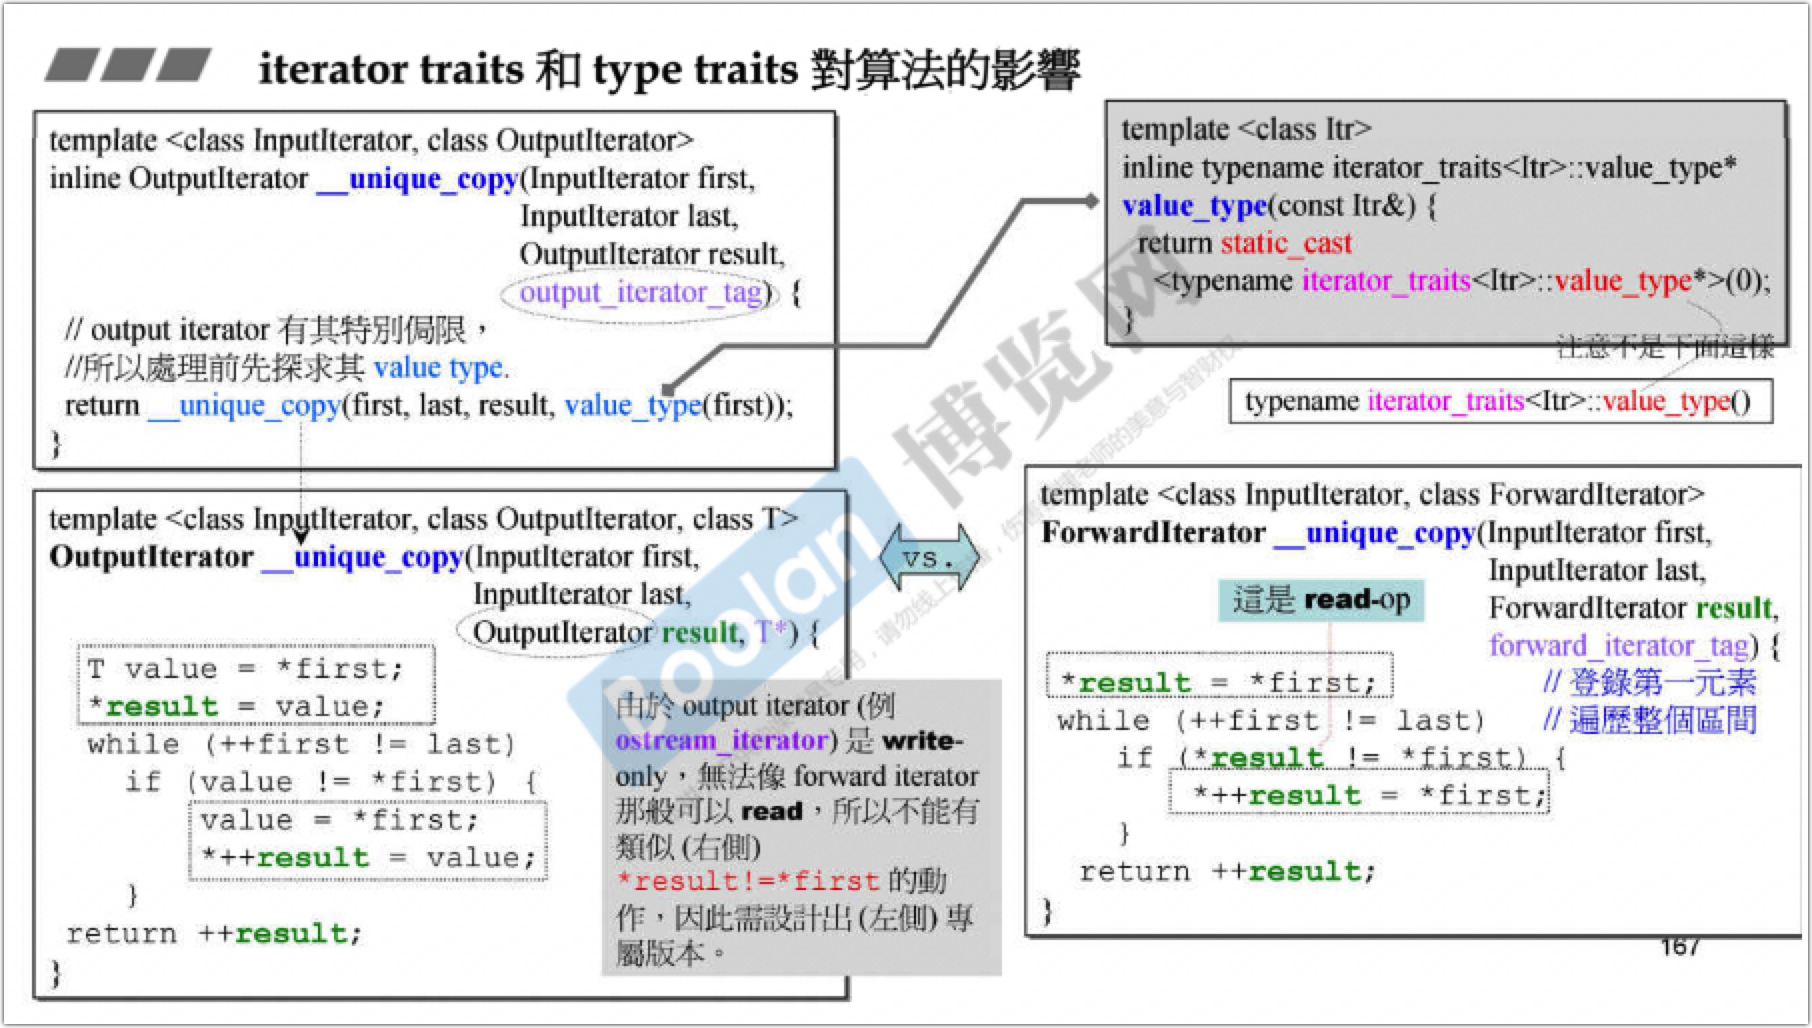 iterator traits 和 type traits 對算法的影響
template <class InputIterator, class OutputIterator>
inline OutputIterator __unique_copy(InputIterator first,
InputIterator last,
OutputIterator result,
output_iterator_tag) {
// output iterator 有其特別侷限，
//所以處理前先探求其 value type.
return __unique_copy(first, last, result, value_type(first));
}
template <class Itr>
inline typename iterator_traits<Itr>::value_type*
value_type(const Itr&) {
return static_cast
<typename iterator_traits<Itr>::value_type*>(0);
}
注意不是下面這樣
typename iterator_traits<Itr>::value_type()
template <class InputIterator, class OutputIterator, class T>
OutputIterator __unique_copy(InputIterator first,
InputIterator last,
OutputIterator result, T*) {
T value = *first;
*result = value;
while (++first != last)
if (value != *first) {
value = *first;
*++result = value;
}
return ++result;
}
vs.
由於 output iterator (例
ostream_iterator) 是 write-
only，無法像 forward iterator
那般可以 read，所以不能有
類似 (右側)
*result!=*first 的動
作，因此需設計出 (左側) 專
屬版本。
template <class InputIterator, class ForwardIterator>
ForwardIterator __unique_copy(InputIterator first,
InputIterator last,
這是 read-op
ForwardIterator result,
forward_iterator_tag) {
*result = *first; // 登錄第一元素
while (++first != last) // 遍歷整個區間
if (*result != *first) {
*++result = *first;
}
return ++result;
}
167
Boolan
博览网